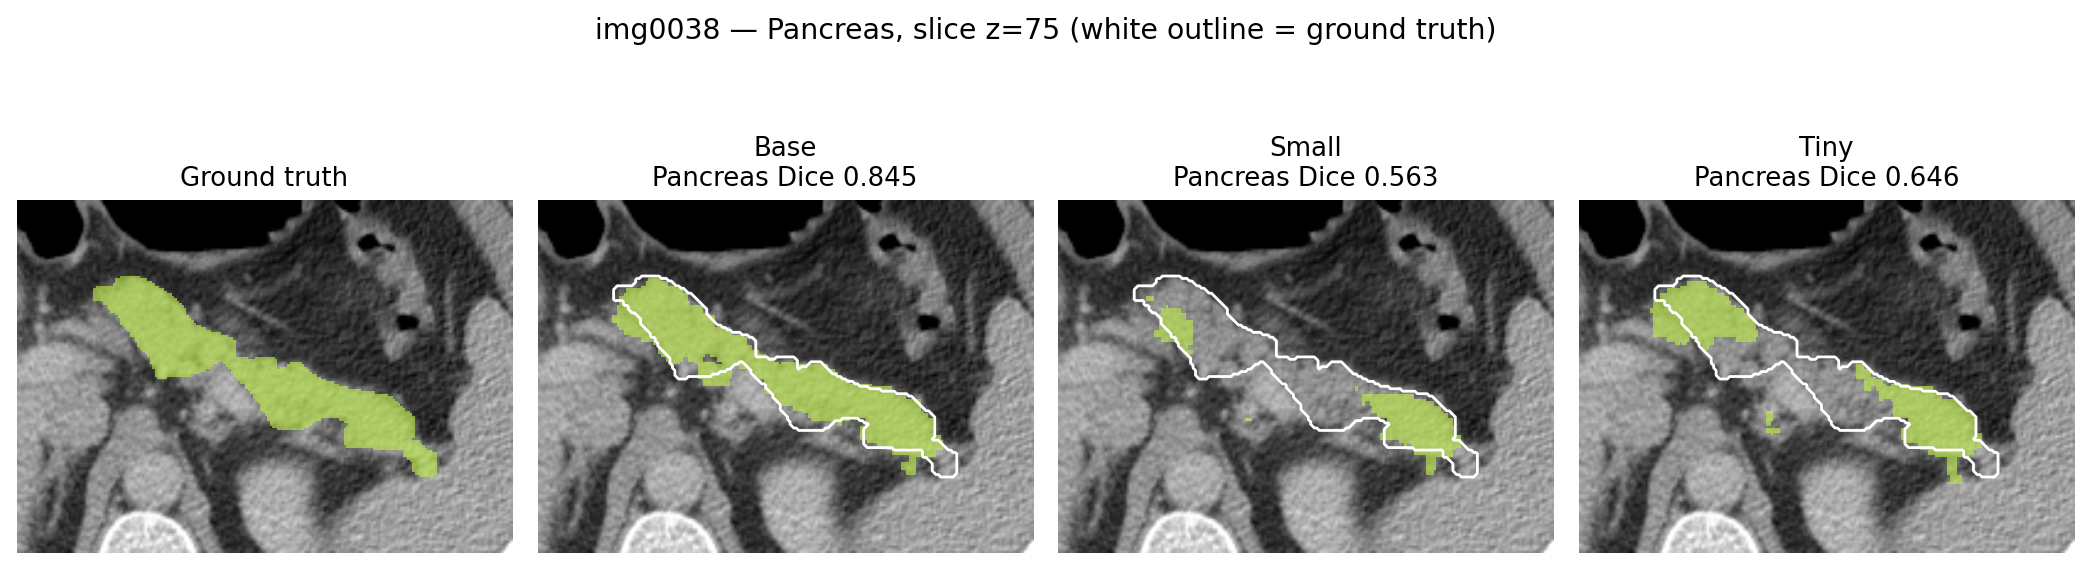 img0038 — Pancreas, slice z=75 (white outline = ground truth)
Ground truth
Base
Pancreas Dice 0.845
Small
Pancreas Dice 0.563
Tiny
Pancreas Dice 0.646